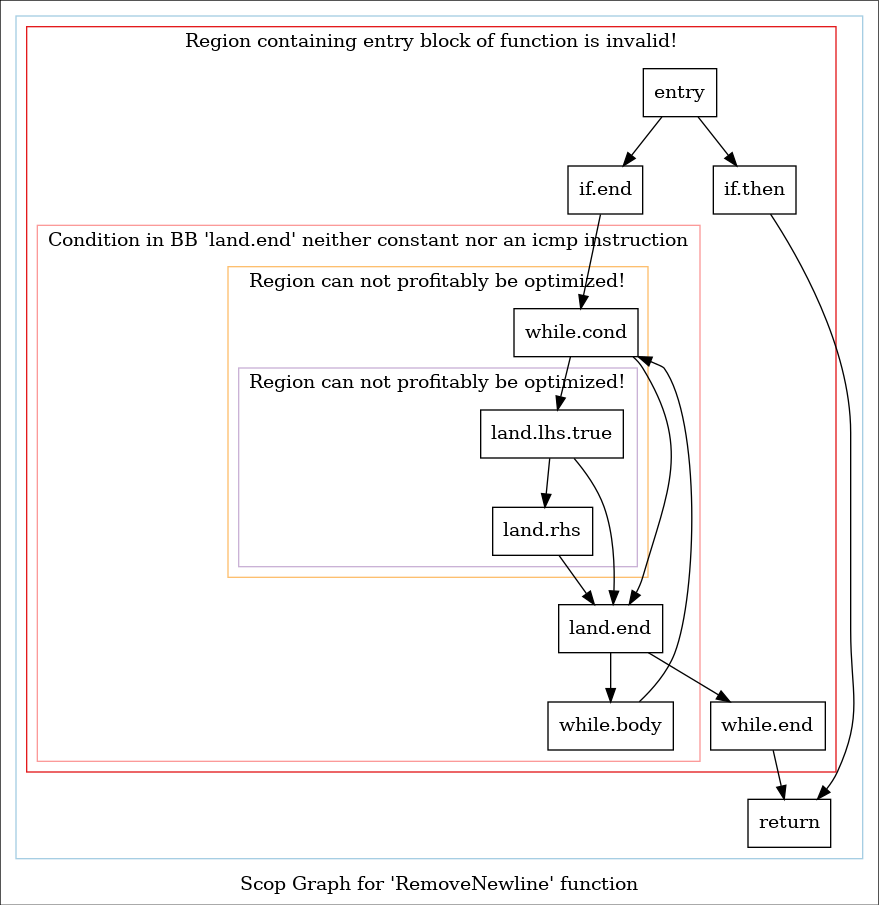 Region containing entry block of function is invalid!
entry
if.end
if.then
Condition in BB 'land.end' neither constant nor an icmp instruction
Region can not profitably be optimized!
while.cond
Region can not profitably be optimized!
land.lhs.true
land.rhs
land.end
while.body
while.end
return
Scop Graph for 'RemoveNewline' function